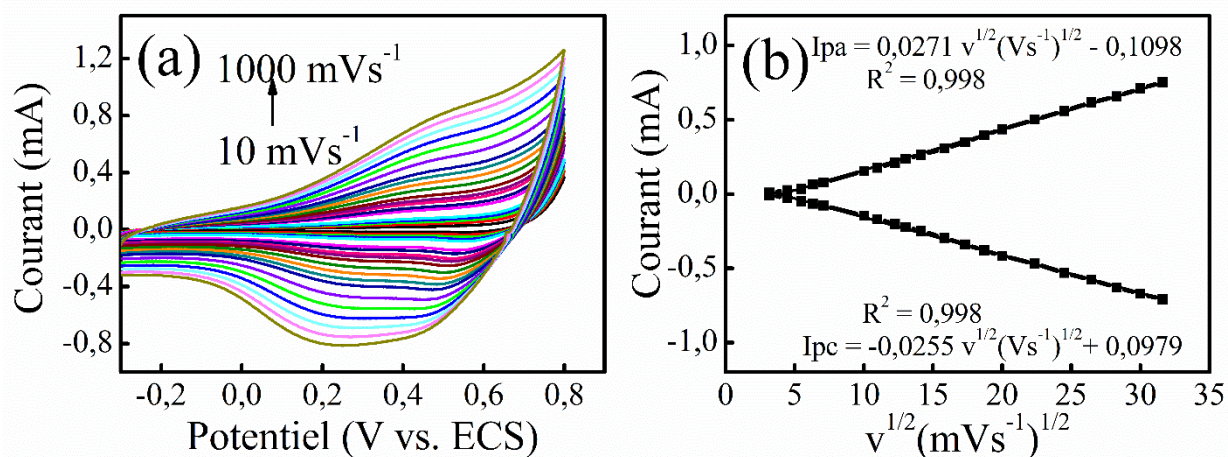 (a)
1000 mVs⁻¹
10 mVs⁻¹
1,2
0,8
0,4
0,0
-0,4
-0,8
Courant (mA)
-0,2 0,0 0,2 0,4 0,6 0,8
Potentiel (V vs. ECS)
(b)
Ipa = 0,0271 v^1/2(Vs⁻¹)^1/2 - 0,1098
R² = 0,998
1,0
0,5
0,0
-0,5
-1,0
Courant (mA)
R² = 0,998
Ipc = -0,0255 v^1/2(Vs⁻¹)^1/2+ 0,0979
0 5 10 15 20 25 30 35
v^1/2(mVs⁻¹)^1/2